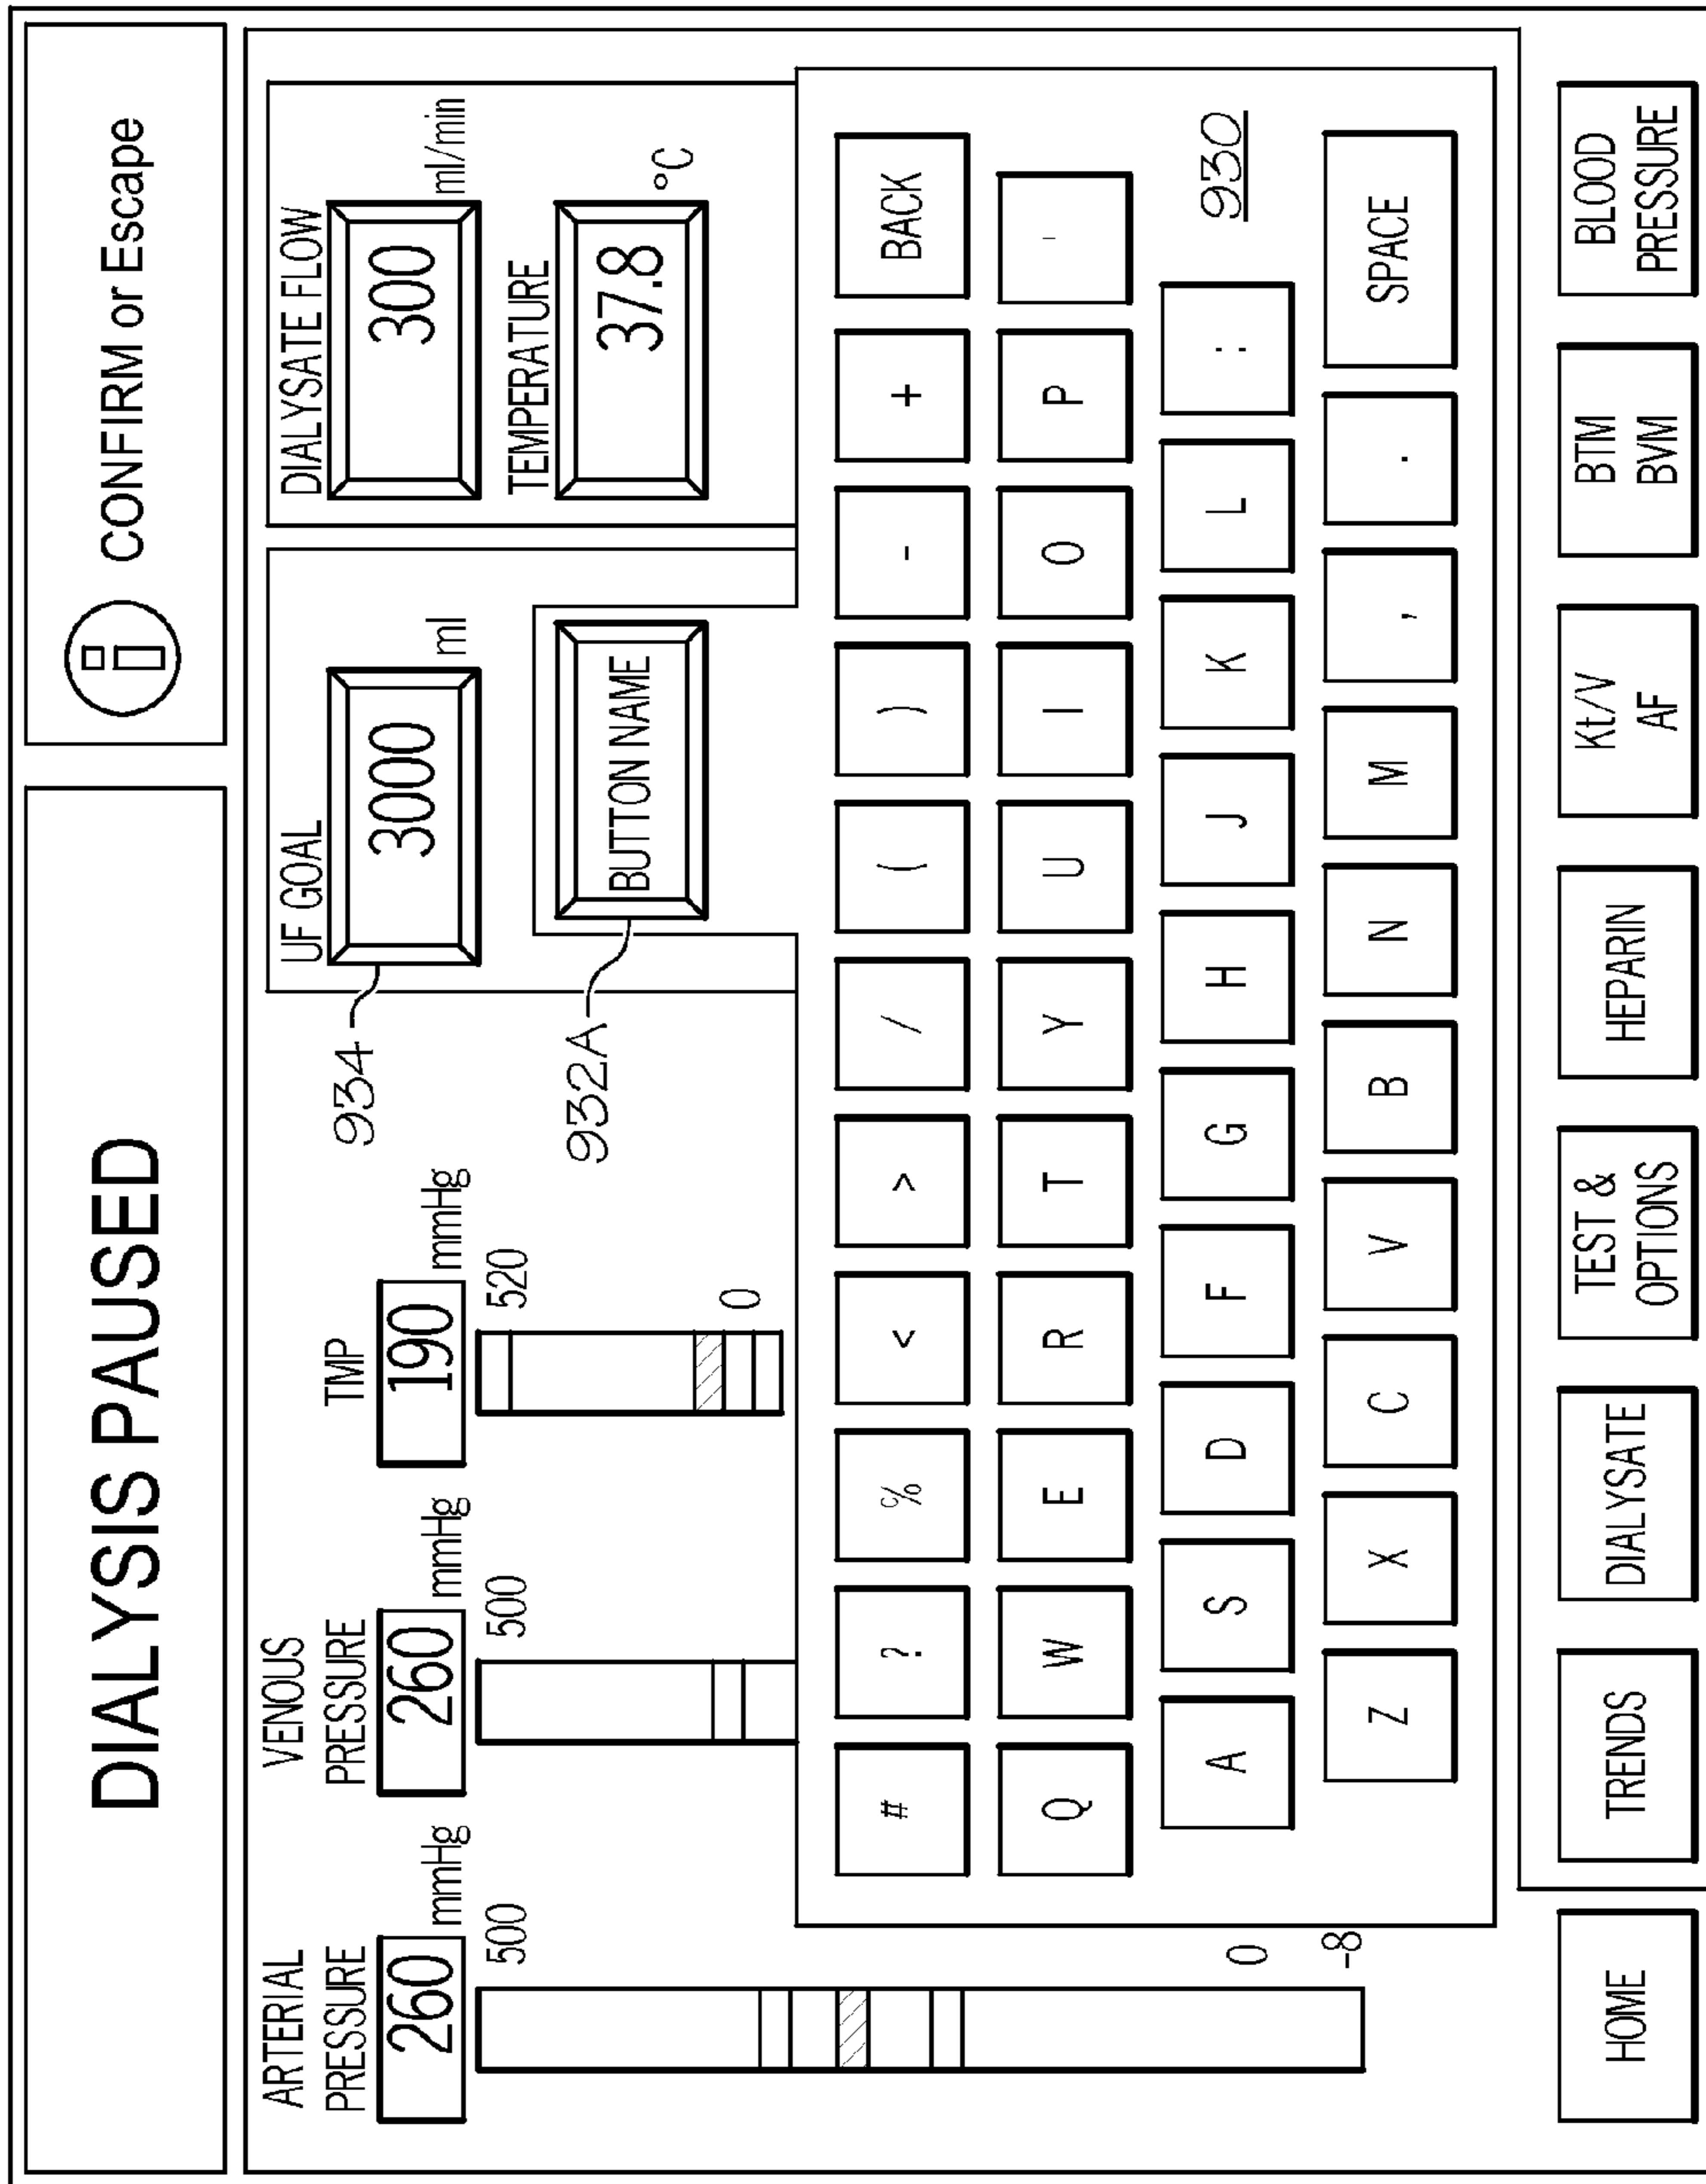 DIALYSIS PAUSED
i CONFIRM or Escape
ARTERIAL
PRESSURE
260 mmHg
500
0
-8
VENOUS
PRESSURE
260 mmHg
500
TMP
190 mmHg
520
0
UF GOAL
3000 ml
934
BUTTON NAME
932A
DIALYSATE FLOW
300 ml/min
TEMPERATURE
37.8 °C
# ? % < > / ( ) - + BACK
Q W E R T Y U I O P
A S D F G H J K L :
930
Z X C V B N M , . SPACE
HOME
TRENDS
DIALYSATE
TEST &
OPTIONS
HEPARIN
Kt/V
AF
BTM
BVM
BLOOD
PRESSURE